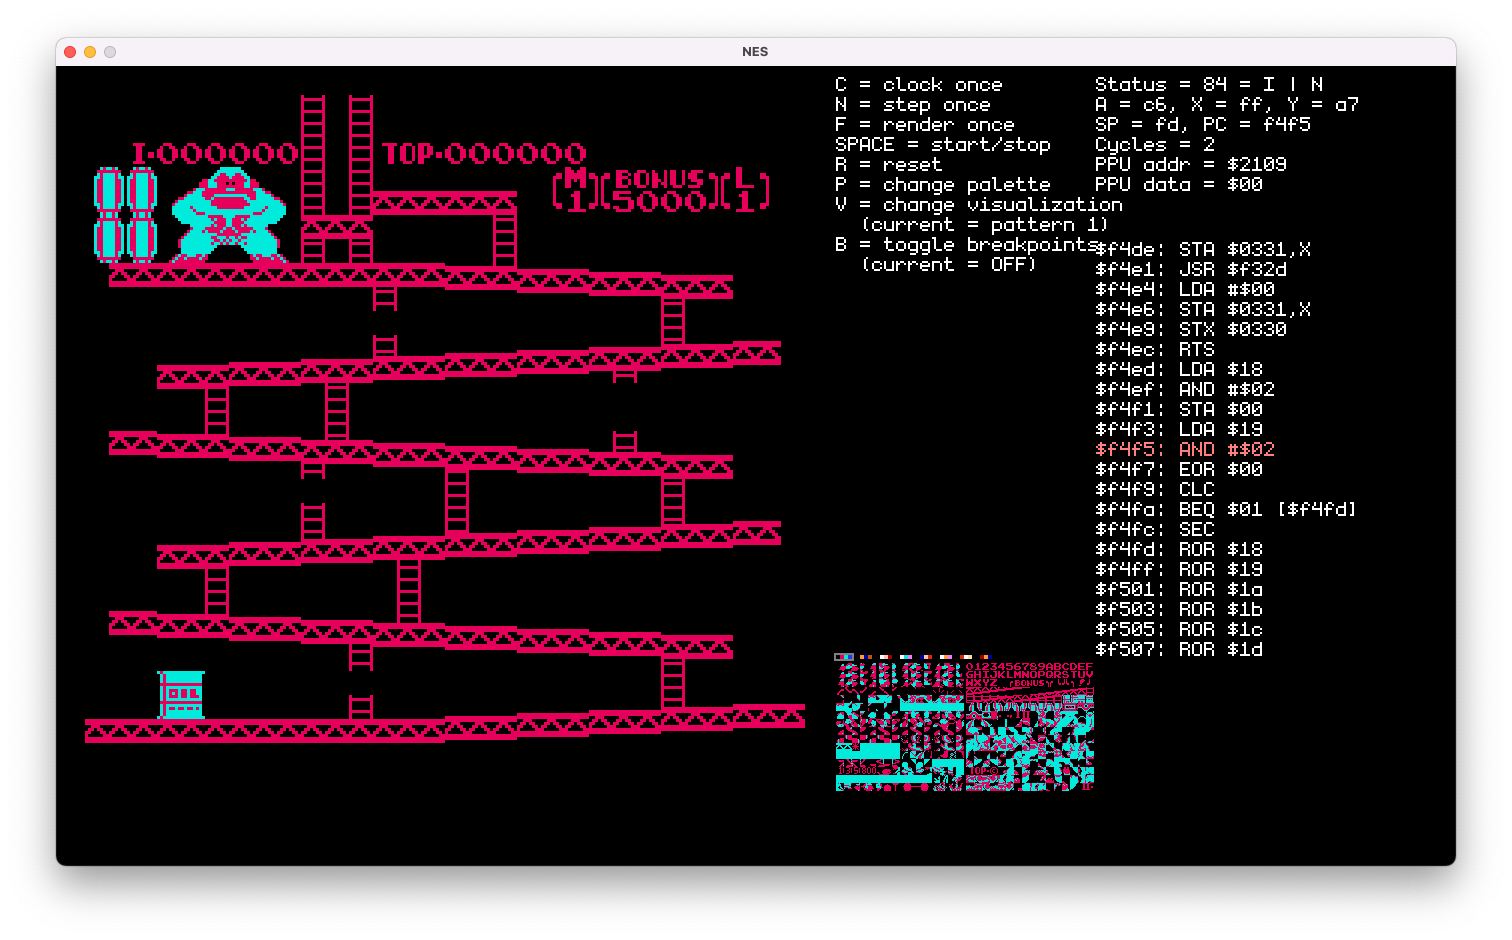 NES
I-000000
TOP-000000
M BONUS L
1 5000 1
OIL
C = clock once
N = step once
F = render once
SPACE = start/stop
R = reset
P = change palette
V = change visualization
(current = pattern 1)
B = toggle breakpoints
(current = OFF)
Status = 84 = I | N
A = c6, X = ff, Y = a7
SP = fd, PC = f4f5
Cycles = 2
PPU addr = $2109
PPU data = $00
$f4de: STA $0331,X
$f4e1: JSR $f32d
$f4e4: LDA #$00
$f4e6: STA $0331,X
$f4e9: STX $0330
$f4ec: RTS
$f4ed: LDA $18
$f4ef: AND #$02
$f4f1: STA $00
$f4f3: LDA $19
$f4f5: AND #$02
$f4f7: EOR $00
$f4f9: CLC
$f4fa: BEQ $01 [$f4fd]
$f4fc: SEC
$f4fd: ROR $18
$f4ff: ROR $19
$f501: ROR $1a
$f503: ROR $1b
$f505: ROR $1c
$f507: ROR $1d
0123456789ABCDEF
GHIJKLMNOPQRSTUV
WXYZ BONUS
TOP